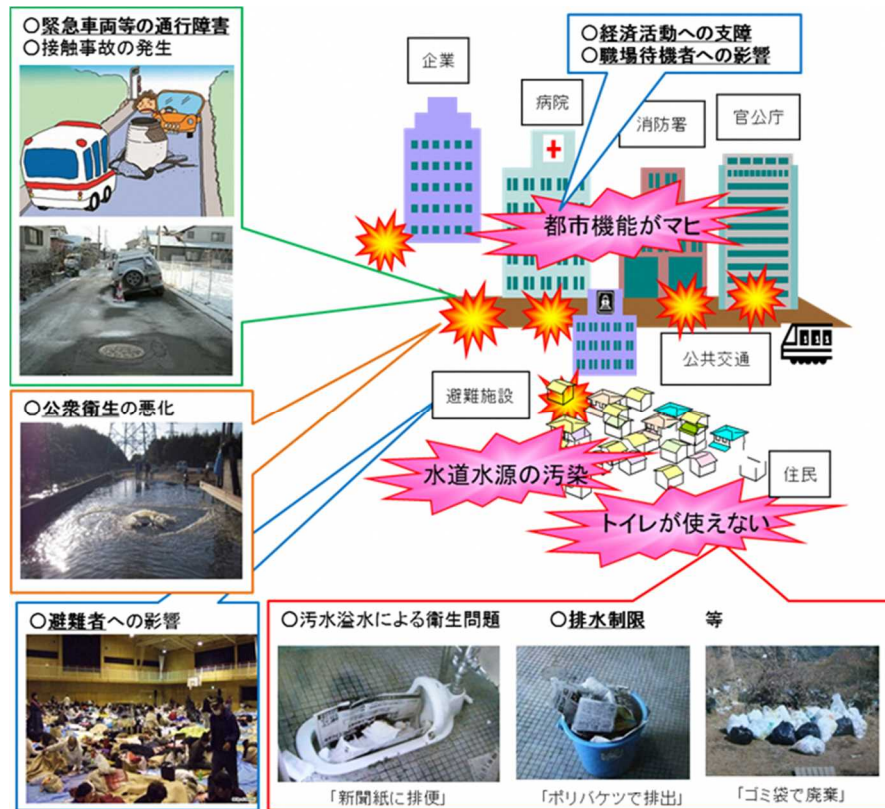 ○緊急車両等の通行障害
○接触事故の発生
○経済活動への支障
○職場待機者への影響
企業
病院
消防署
官公庁
都市機能がマヒ
公共交通
避難施設
○公衆衛生の悪化
水道水源の汚染
住民
トイレが使えない
○避難者への影響
○汚水溢水による衛生問題
○排水制限 等
「新聞紙に排便」
「ポリバケツで排出」
「ゴミ袋で廃棄」